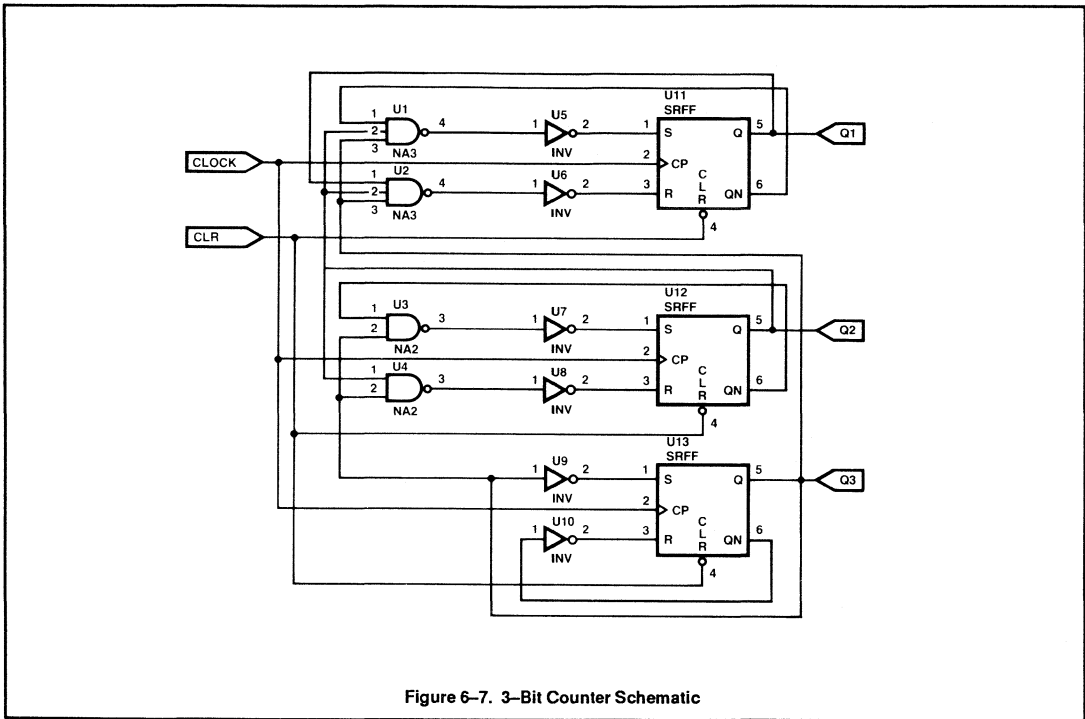 U1
1
2
3
4
NA3
U5
1
2
INV
U11
SRFF
1
S
Q
5
Q1
CLOCK
2
CP
C
L
R
U2
1
2
3
4
NA3
U6
1
2
INV
3
R
QN
6
4
CLR
U3
1
2
3
NA2
U7
1
2
INV
U12
SRFF
1
S
Q
5
Q2
2
CP
C
L
R
U4
1
2
3
NA2
U8
1
2
INV
3
R
QN
6
4
U13
SRFF
U9
1
2
INV
1
S
Q
5
Q3
2
CP
C
L
R
U10
1
2
INV
3
R
QN
6
4
Figure 6–7. 3–Bit Counter Schematic